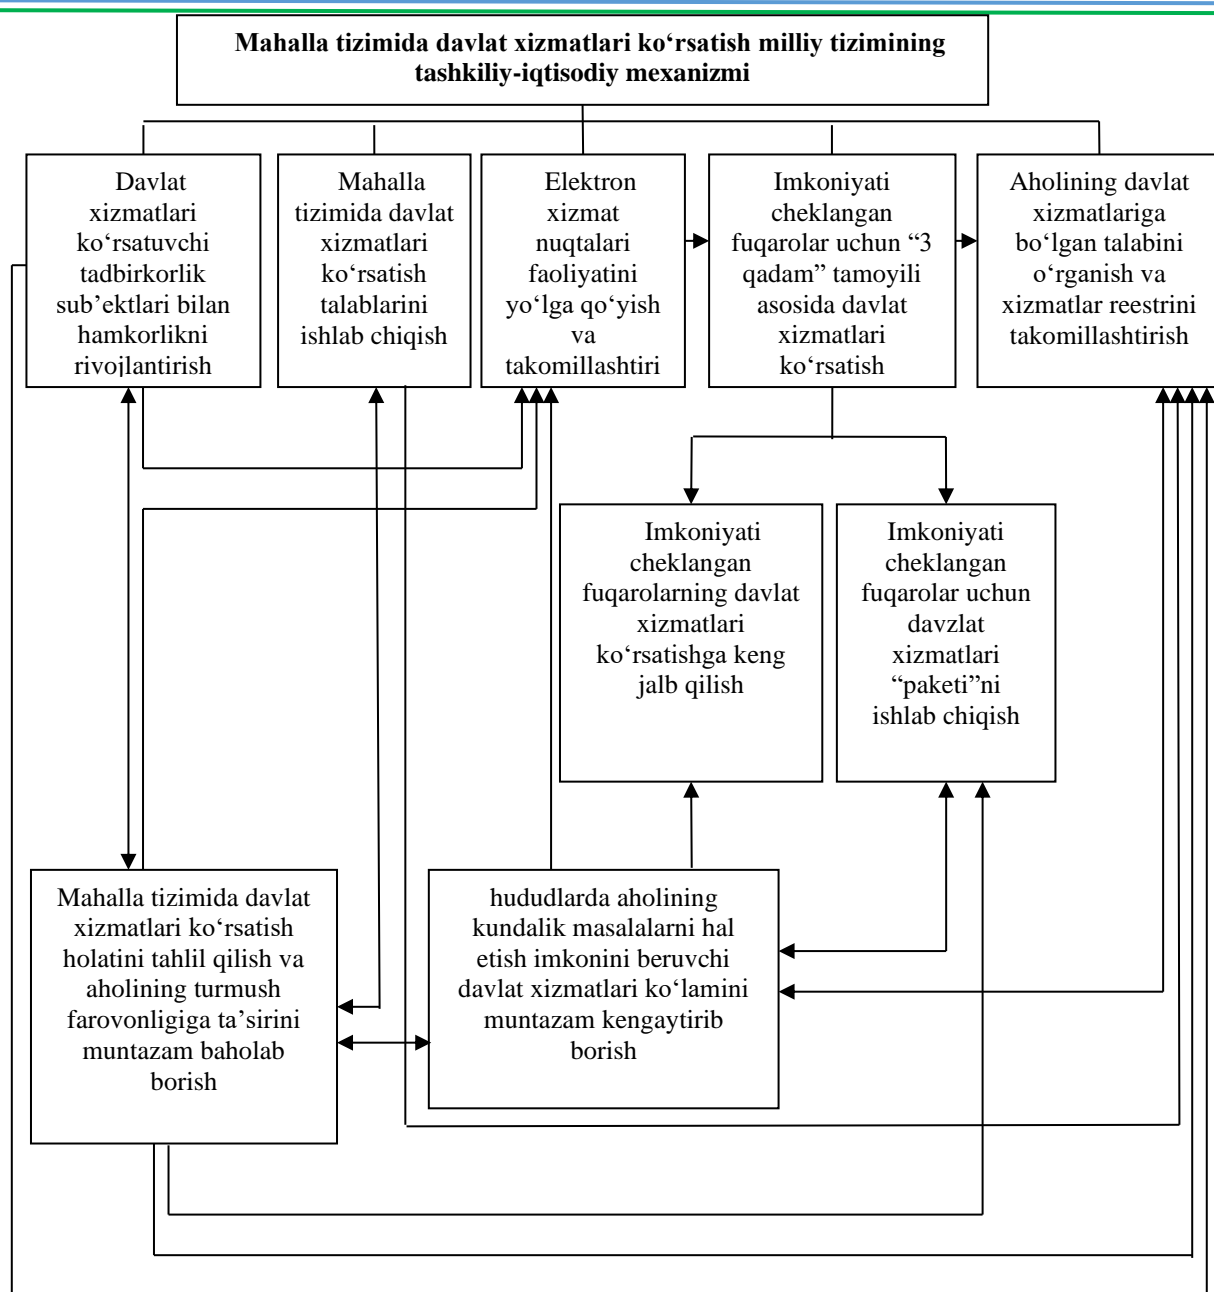 Mahalla tizimida davlat xizmatlari ko‘rsatish milliy tizimining
tashkiliy-iqtisodiy mexanizmi
Davlat
xizmatlari
ko‘rsatuvchi
tadbirkorlik
sub’ektlari bilan
hamkorlikni
rivojlantirish
Mahalla
tizimida davlat
xizmatlari
ko‘rsatish
talablarini
ishlab chiqish
Elektron
xizmat
nuqtalari
faoliyatini
yo‘lga qo‘yish
va
takomillashtiri
Imkoniyati
cheklangan
fuqarolar uchun “3
qadam” tamoyili
asosida davlat
xizmatlari
ko‘rsatish
Aholining davlat
xizmatlariga
bo‘lgan talabini
o‘rganish va
xizmatlar reestrini
takomillashtirish
Imkoniyati
cheklangan
fuqarolarning davlat
xizmatlari
ko‘rsatishga keng
jalb qilish
Imkoniyati
cheklangan
fuqarolar uchun
davzlat
xizmatlari
“paketi”ni
ishlab chiqish
Mahalla tizimida davlat
xizmatlari ko‘rsatish
holatini tahlil qilish va
aholining turmush
farovonligiga ta’sirini
muntazam baholab
borish
hududlarda aholining
kundalik masalalarni hal
etish imkonini beruvchi
davlat xizmatlari ko‘lamini
muntazam kengaytirib
borish